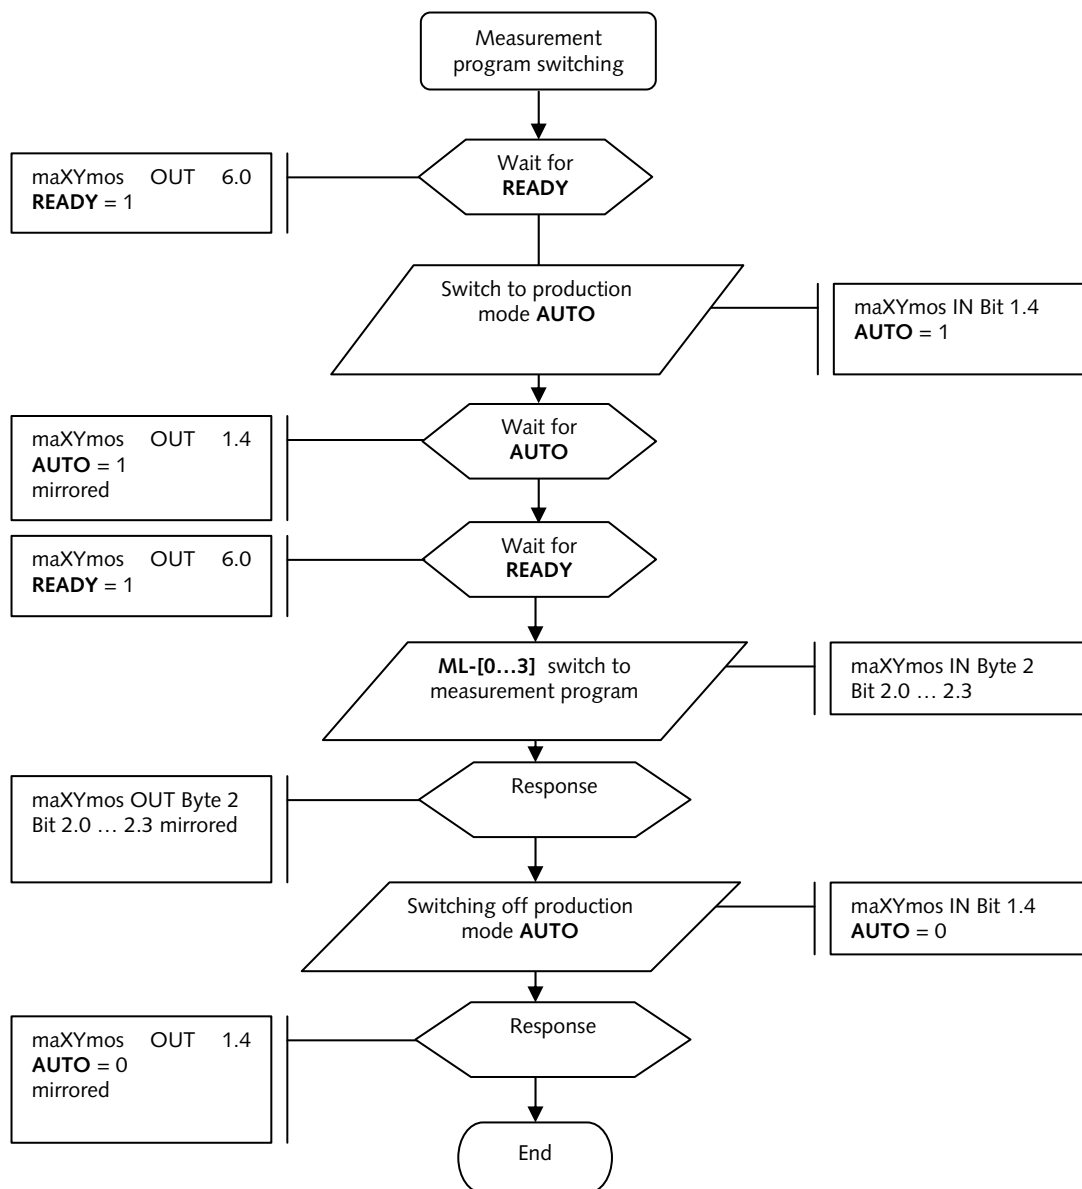 Measurement
program switching
Wait for
READY
maXYmos OUT 6.0
READY = 1
Switch to production
mode AUTO
maXYmos IN Bit 1.4
AUTO = 1
Wait for
AUTO
maXYmos OUT 1.4
AUTO = 1
mirrored
Wait for
READY
maXYmos OUT 6.0
READY = 1
ML-[0…3] switch to
measurement program
maXYmos IN Byte 2
Bit 2.0 … 2.3
Response
maXYmos OUT Byte 2
Bit 2.0 … 2.3 mirrored
Switching off production
mode AUTO
maXYmos IN Bit 1.4
AUTO = 0
Response
maXYmos OUT 1.4
AUTO = 0
mirrored
End